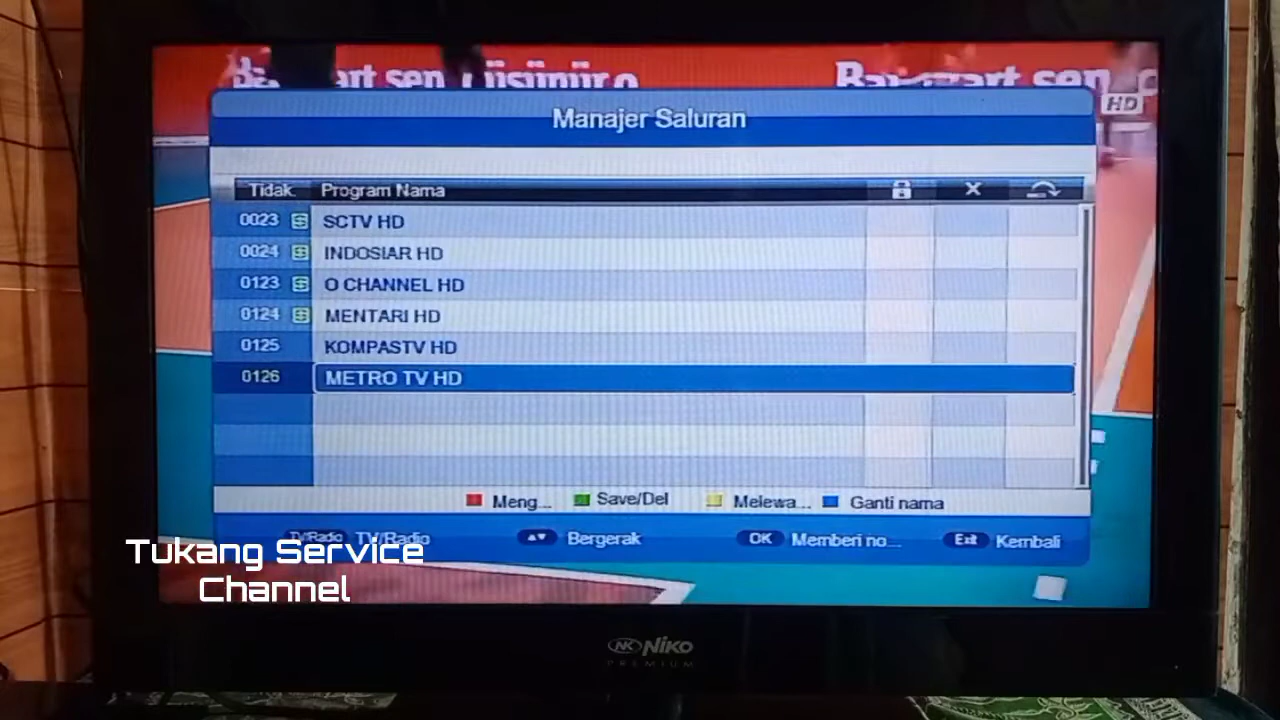 HD
Manajer Saluran
Tidak Program Nama
0023 SCTV HD
0024 INDOSIAR HD
0123 O CHANNEL HD
0124 MENTARI HD
0125 KOMPASTV HD
0126 METRO TV HD
Meng... Save/Del Melewa... Ganti nama
TV/Radio TV/Radio Bergerak OK Memberi no... Exit Kembali
Tukang Service
Channel
NK Niko
PREMIUM